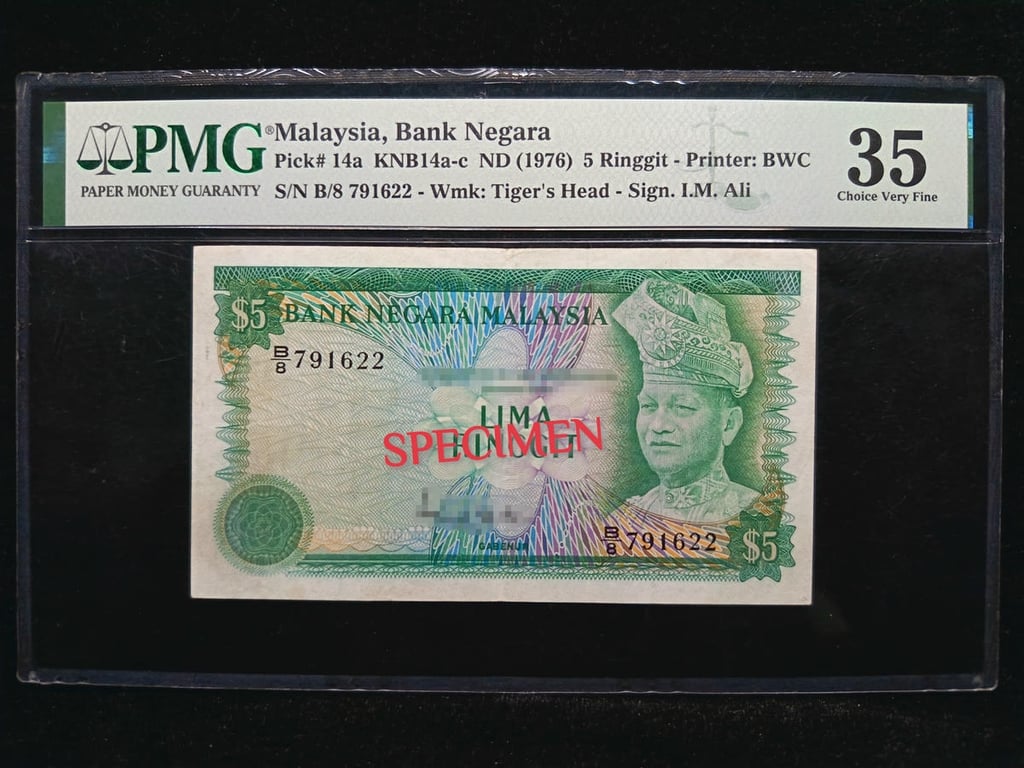 PMG®
PAPER MONEY GUARANTY
Malaysia, Bank Negara
Pick# 14a KNB14a-c ND (1976) 5 Ringgit - Printer: BWC
S/N B/8 791622 - Wmk: Tiger's Head - Sign. I.M. Ali
35
Choice Very Fine
$5
BANK NEGARA MALAYSIA
B/8 791622
LIMA
RINGGIT
SPECIMEN
B/8 791622
$5